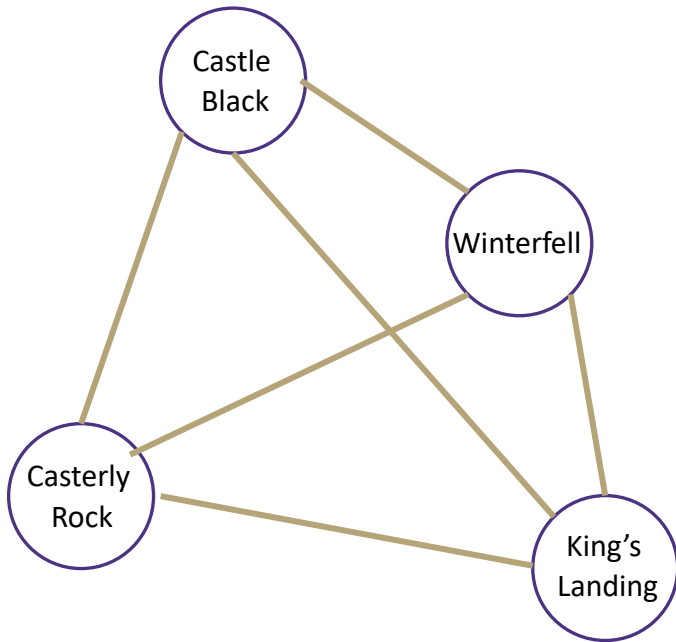 Castle
Black
Winterfell
Casterly
Rock
King’s
Landing